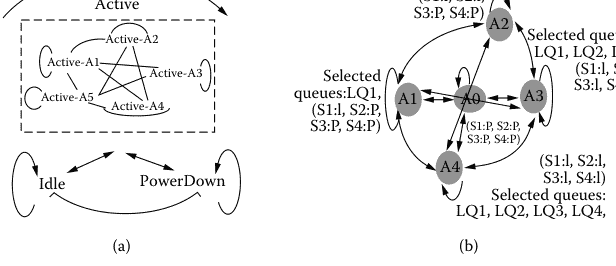 Active
Active-A2
Active-A1
Active-A3
Active-A5
Active-A4
Idle
PowerDown
(a)
S3:P, S4:P)
A2
Selected
LQ1, LQ2,
(S1:l,
S3:l,
Selected
queues:LQ1,
(S1:l, S2:P,
S3:P, S4:P)
A1
A0
A3
(S1:P, S2:P,
S3:P, S4:P)
A4
(S1:l, S2:l,
S3:l, S4:l)
Selected queues:
LQ1, LQ2, LQ3, LQ4,
(b)